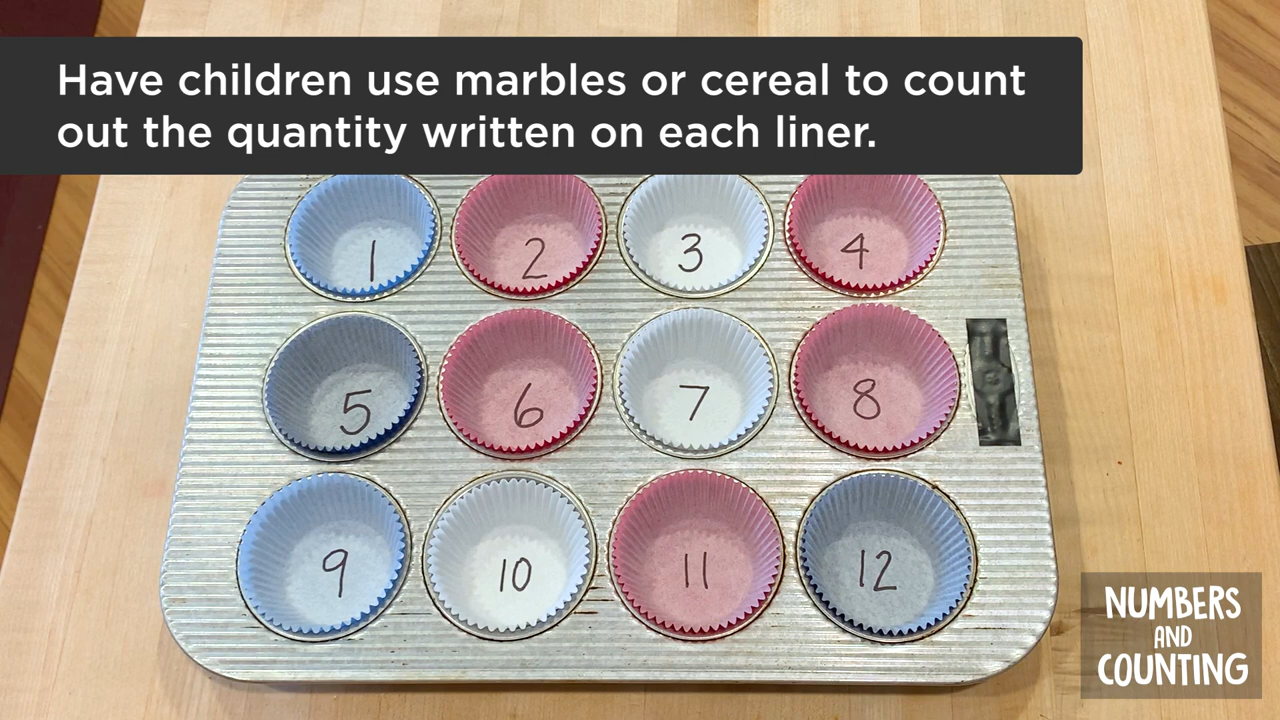 Have children use marbles or cereal to count
out the quantity written on each liner.
1 2 3 4
5 6 7 8
9 10 11 12
NUMBERS
AND
COUNTING